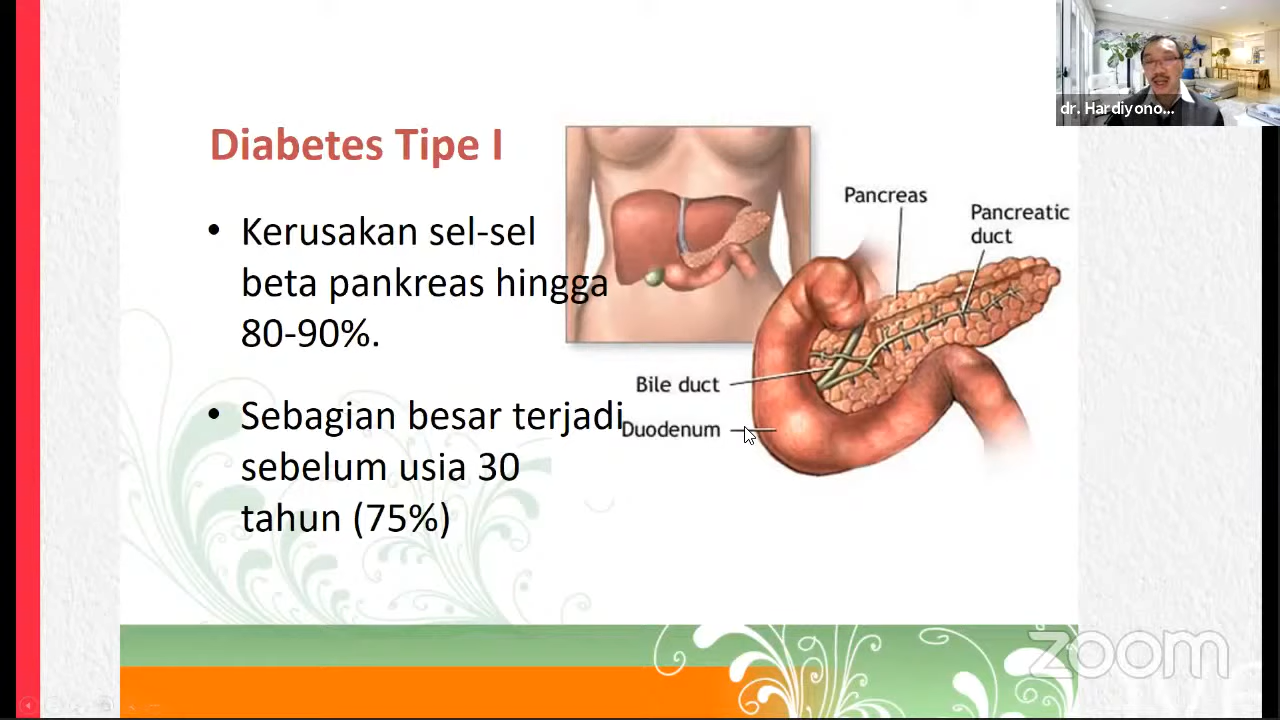 dr. Hardiyono...
Diabetes Tipe I
• Kerusakan sel-sel
beta pankreas hingga
80-90%.
• Sebagian besar terjadi
sebelum usia 30
tahun (75%)
Pancreas
Pancreatic
duct
Bile duct
Duodenum
zoom